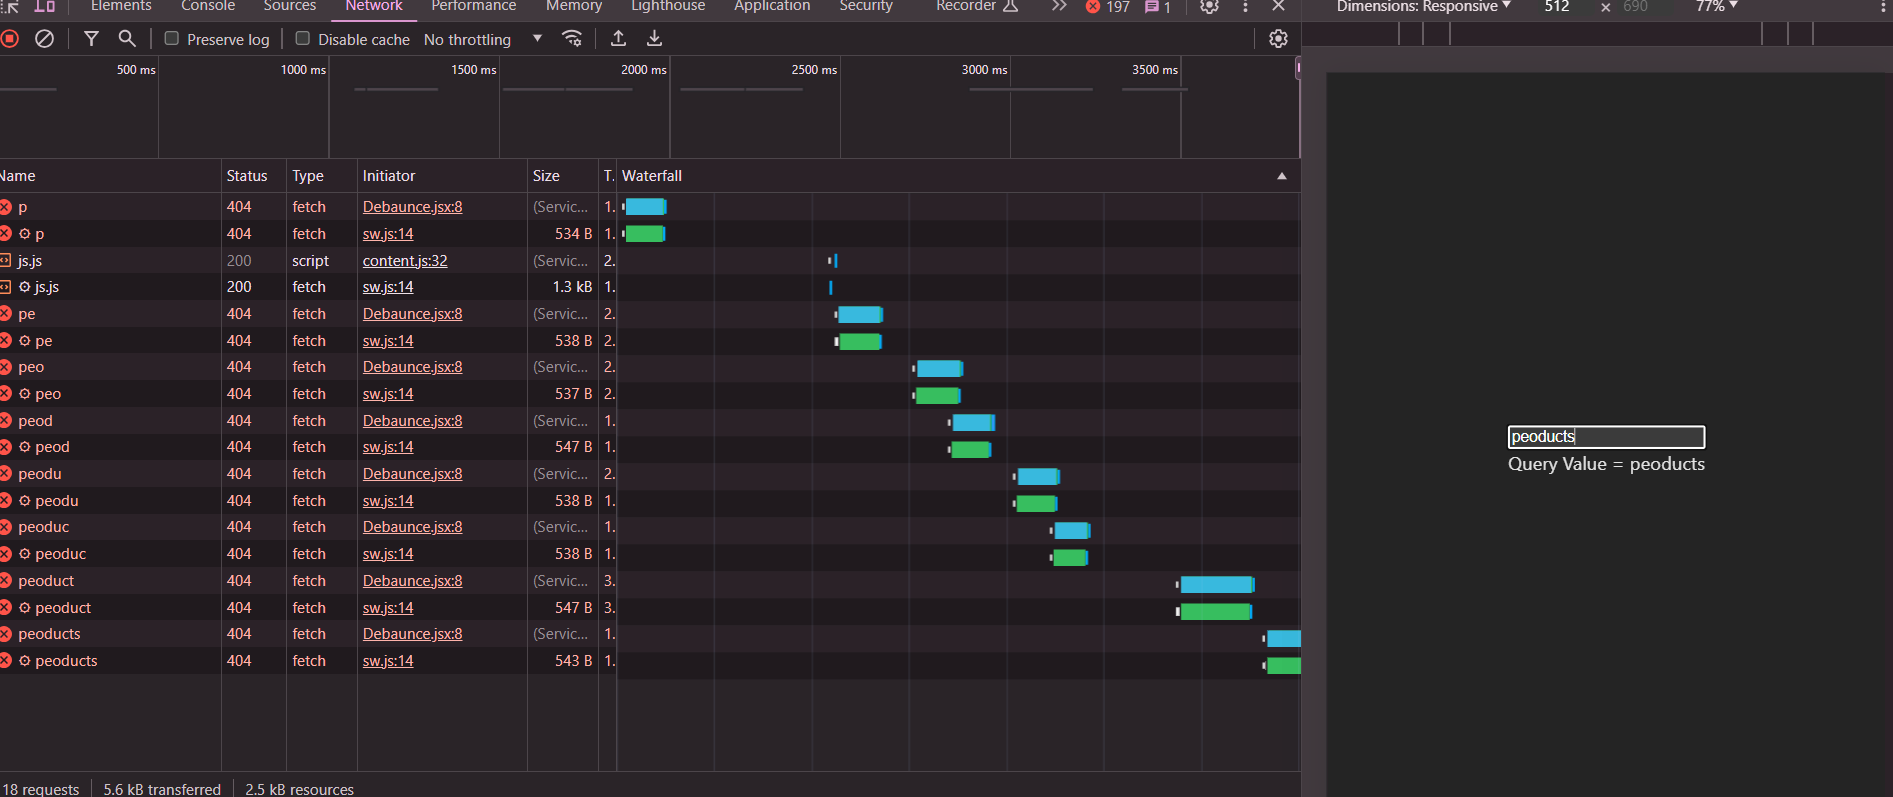 Elements Console Sources Network Performance Memory Lighthouse Application Security Recorder 197 1
Dimensions: Responsive 512 × 690 77%
Preserve log Disable cache No throttling
500 ms 1000 ms 1500 ms 2000 ms 2500 ms 3000 ms 3500 ms
Name Status Type Initiator Size T. Waterfall
p 404 fetch Debaunce.jsx:8 (Servic... 1.
p 404 fetch sw.js:14 534 B 1.
js.js 200 script content.js:32 (Servic... 2.
js.js 200 fetch sw.js:14 1.3 kB 1.
pe 404 fetch Debaunce.jsx:8 (Servic... 2.
pe 404 fetch sw.js:14 538 B 2.
peo 404 fetch Debaunce.jsx:8 (Servic... 2.
peo 404 fetch sw.js:14 537 B 2.
peod 404 fetch Debaunce.jsx:8 (Servic... 1.
peod 404 fetch sw.js:14 547 B 1.
peodu 404 fetch Debaunce.jsx:8 (Servic... 2.
peodu 404 fetch sw.js:14 538 B 2.
peoduc 404 fetch Debaunce.jsx:8 (Servic... 1.
peoduc 404 fetch sw.js:14 538 B 1.
peoduct 404 fetch Debaunce.jsx:8 (Servic... 3.
peoduct 404 fetch sw.js:14 547 B 3.
peoducts 404 fetch Debaunce.jsx:8 (Servic... 1.
peoducts 404 fetch sw.js:14 543 B 1.
18 requests 5.6 kB transferred 2.5 kB resources
peoducts
Query Value = peoducts